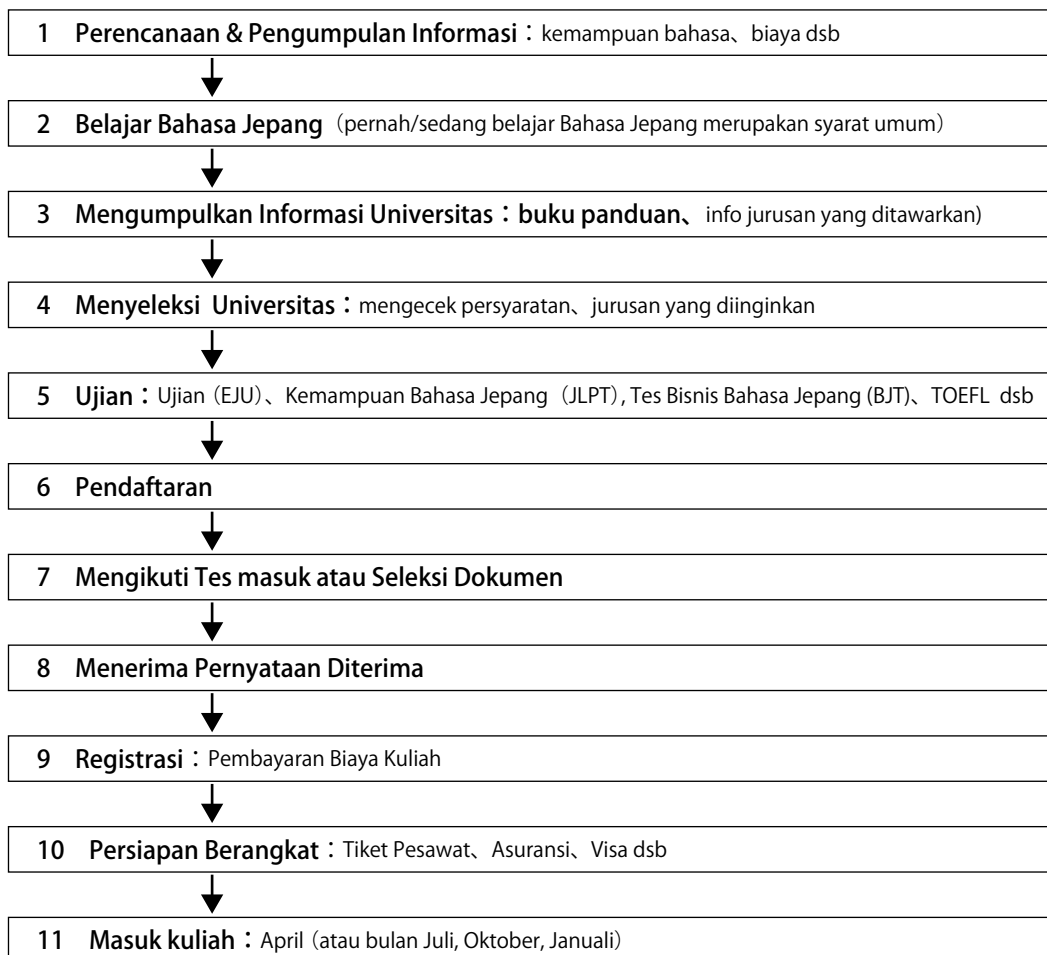 1 Perencanaan & Pengumpulan Informasi：kemampuan bahasa、biaya dsb
2 Belajar Bahasa Jepang（pernah/sedang belajar Bahasa Jepang merupakan syarat umum）
3 Mengumpulkan Informasi Universitas：buku panduan、info jurusan yang ditawarkan)
4 Menyeleksi Universitas：mengecek persyaratan、jurusan yang diinginkan
5 Ujian：Ujian（EJU）、Kemampuan Bahasa Jepang（JLPT）, Tes Bisnis Bahasa Jepang (BJT)、TOEFL dsb
6 Pendaftaran
7 Mengikuti Tes masuk atau Seleksi Dokumen
8 Menerima Pernyataan Diterima
9 Registrasi：Pembayaran Biaya Kuliah
10 Persiapan Berangkat：Tiket Pesawat、Asuransi、Visa dsb
11 Masuk kuliah：April（atau bulan Juli, Oktober, Januali）